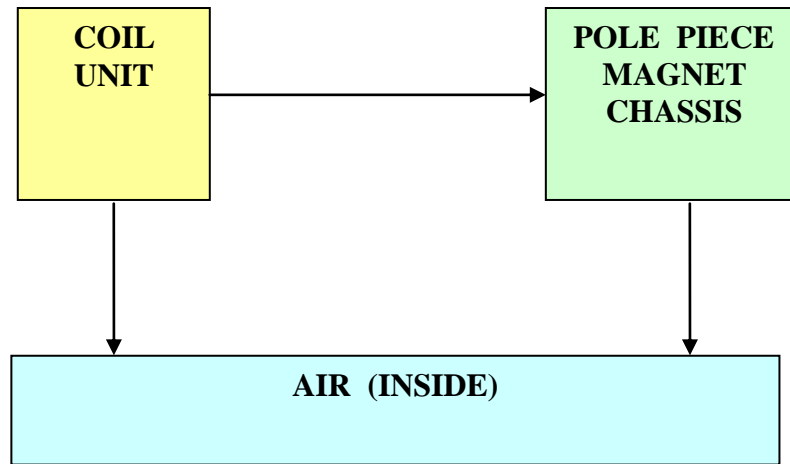 COIL
UNIT
POLE PIECE
MAGNET
CHASSIS
AIR (INSIDE)